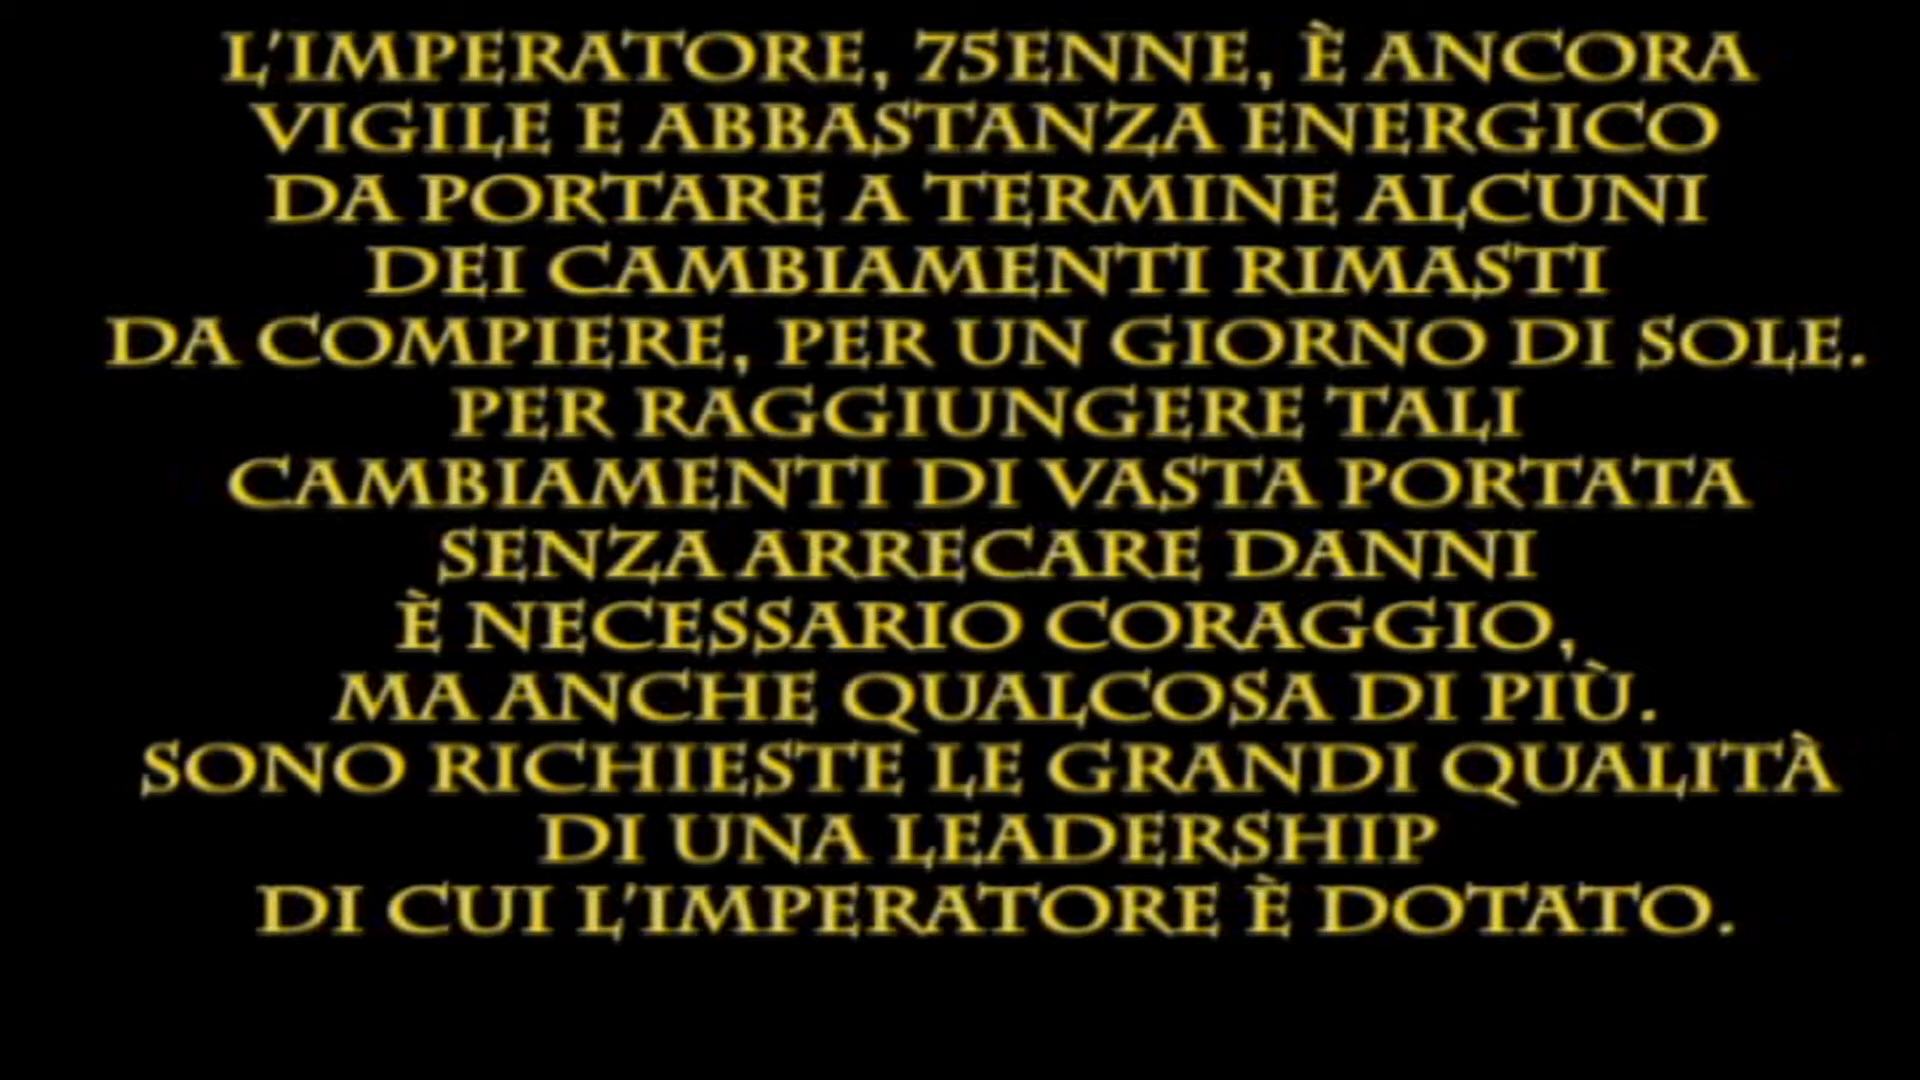 L'IMPERATORE, 75ENNE, È ANCORA
VIGILE E ABBASTANZA ENERGICO
DA PORTARE A TERMINE ALCUNI
DEI CAMBIAMENTI RIMASTI
DA COMPIERE, PER UN GIORNO DI SOLE.
PER RAGGIUNGERE TALI
CAMBIAMENTI DI VASTA PORTATA
SENZA ARRECARE DANNI
È NECESSARIO CORAGGIO,
MA ANCHE QUALCOSA DI PIÙ.
SONO RICHIESTE LE GRANDI QUALITÀ
DI UNA LEADERSHIP
DI CUI L'IMPERATORE È DOTATO.